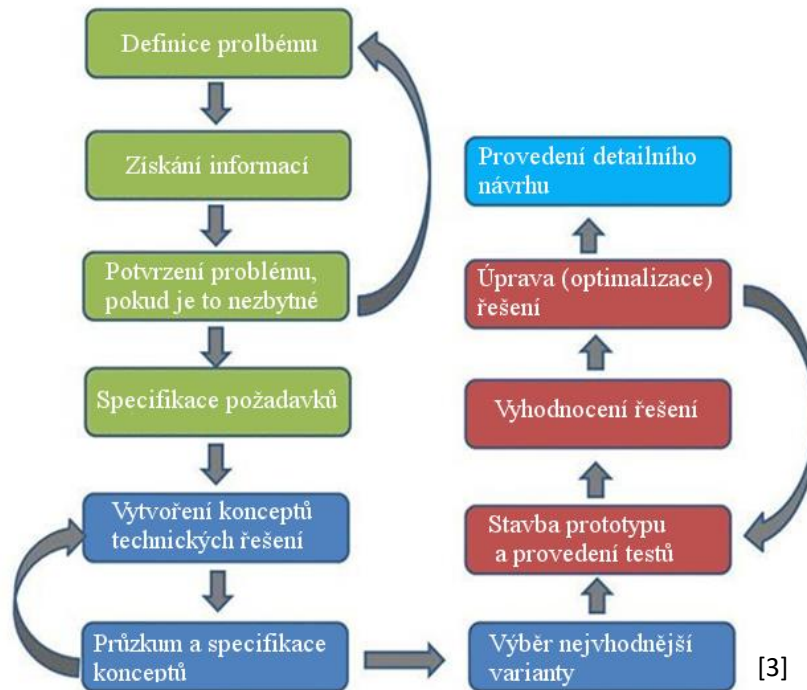 Definice prolbému
Získání informací
Potvrzení problému,
pokud je to nezbytné
Specifikace požadavků
Vytvoření konceptů
technických řešení
Průzkum a specifikace
konceptů
Výběr nejvhodnější
varianty
Stavba prototypu
a provedení testů
Vyhodnocení řešení
Úprava (optimalizace)
řešení
Provedení detailního
návrhu
[3]